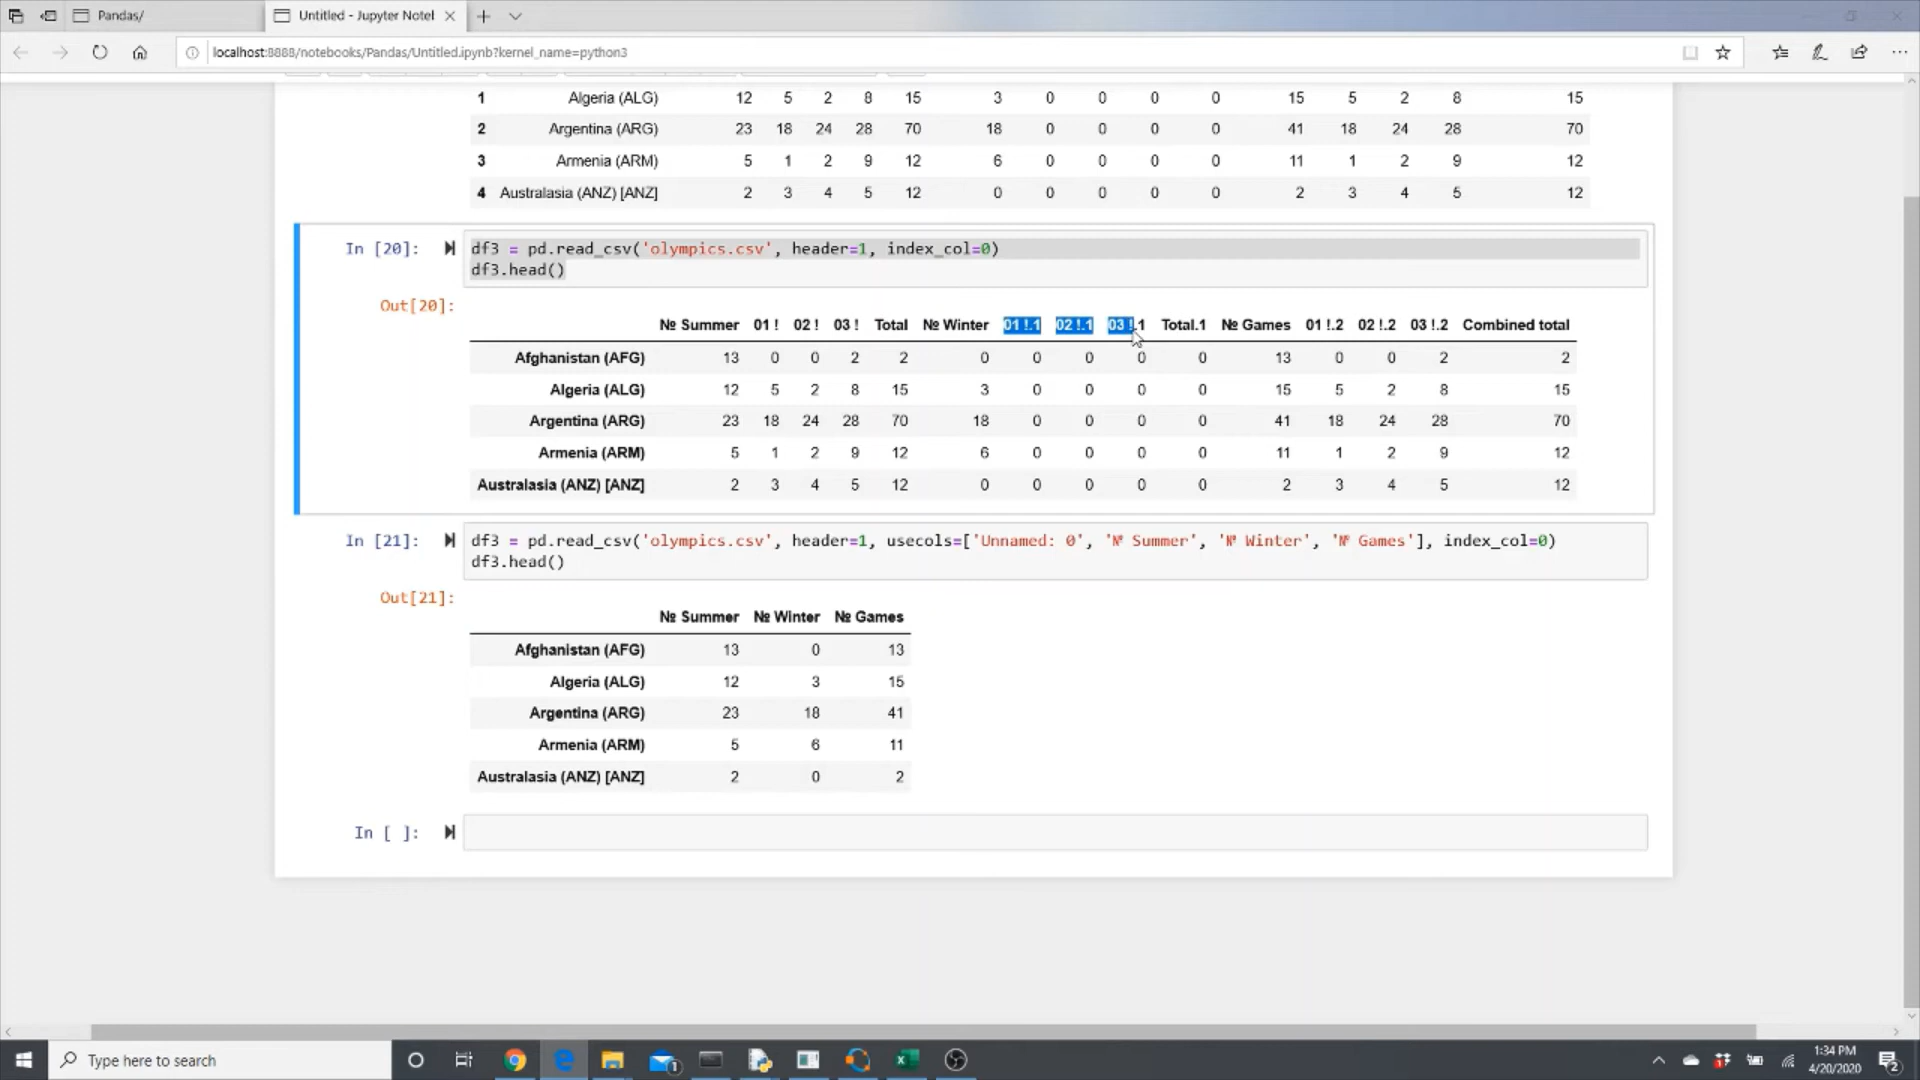 Pandas/
Untitled - Jupyter Notel
localhost:8888/notebooks/Pandas/Untitled.ipynb?kernel_name=python3
1 Algeria (ALG) 12 5 2 8 15 3 0 0 0 0 15 5 2 8 15
2 Argentina (ARG) 23 18 24 28 70 18 0 0 0 0 41 18 24 28 70
3 Armenia (ARM) 5 1 2 9 12 6 0 0 0 0 11 1 2 9 12
4 Australasia (ANZ) [ANZ] 2 3 4 5 12 0 0 0 0 0 2 3 4 5 12
In [20]: df3 = pd.read_csv('olympics.csv', header=1, index_col=0)
df3.head()
Out[20]:
№ Summer 01 ! 02 ! 03 ! Total № Winter 01 !.1 02 !.1 03 !.1 Total.1 № Games 01 !.2 02 !.2 03 !.2 Combined total
Afghanistan (AFG) 13 0 0 2 2 0 0 0 0 0 13 0 0 2 2
Algeria (ALG) 12 5 2 8 15 3 0 0 0 0 15 5 2 8 15
Argentina (ARG) 23 18 24 28 70 18 0 0 0 0 41 18 24 28 70
Armenia (ARM) 5 1 2 9 12 6 0 0 0 0 11 1 2 9 12
Australasia (ANZ) [ANZ] 2 3 4 5 12 0 0 0 0 0 2 3 4 5 12
In [21]: df3 = pd.read_csv('olympics.csv', header=1, usecols=['Unnamed: 0', '№ Summer', '№ Winter', '№ Games'], index_col=0)
df3.head()
Out[21]:
№ Summer № Winter № Games
Afghanistan (AFG) 13 0 13
Algeria (ALG) 12 3 15
Argentina (ARG) 23 18 41
Armenia (ARM) 5 6 11
Australasia (ANZ) [ANZ] 2 0 2
In [ ]:
Type here to search
1:34 PM
4/20/2020